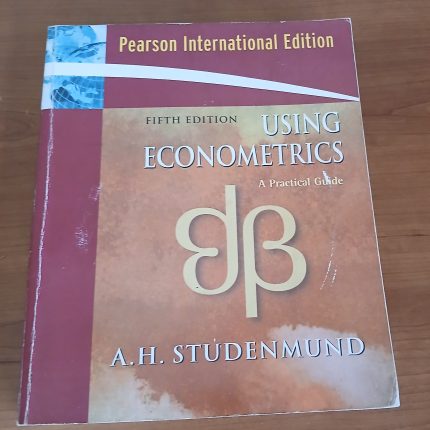 Pearson International Edition
FIFTH EDITION USING
ECONOMETRICS
A Practical Guide
β
A.H. STUDENMUND